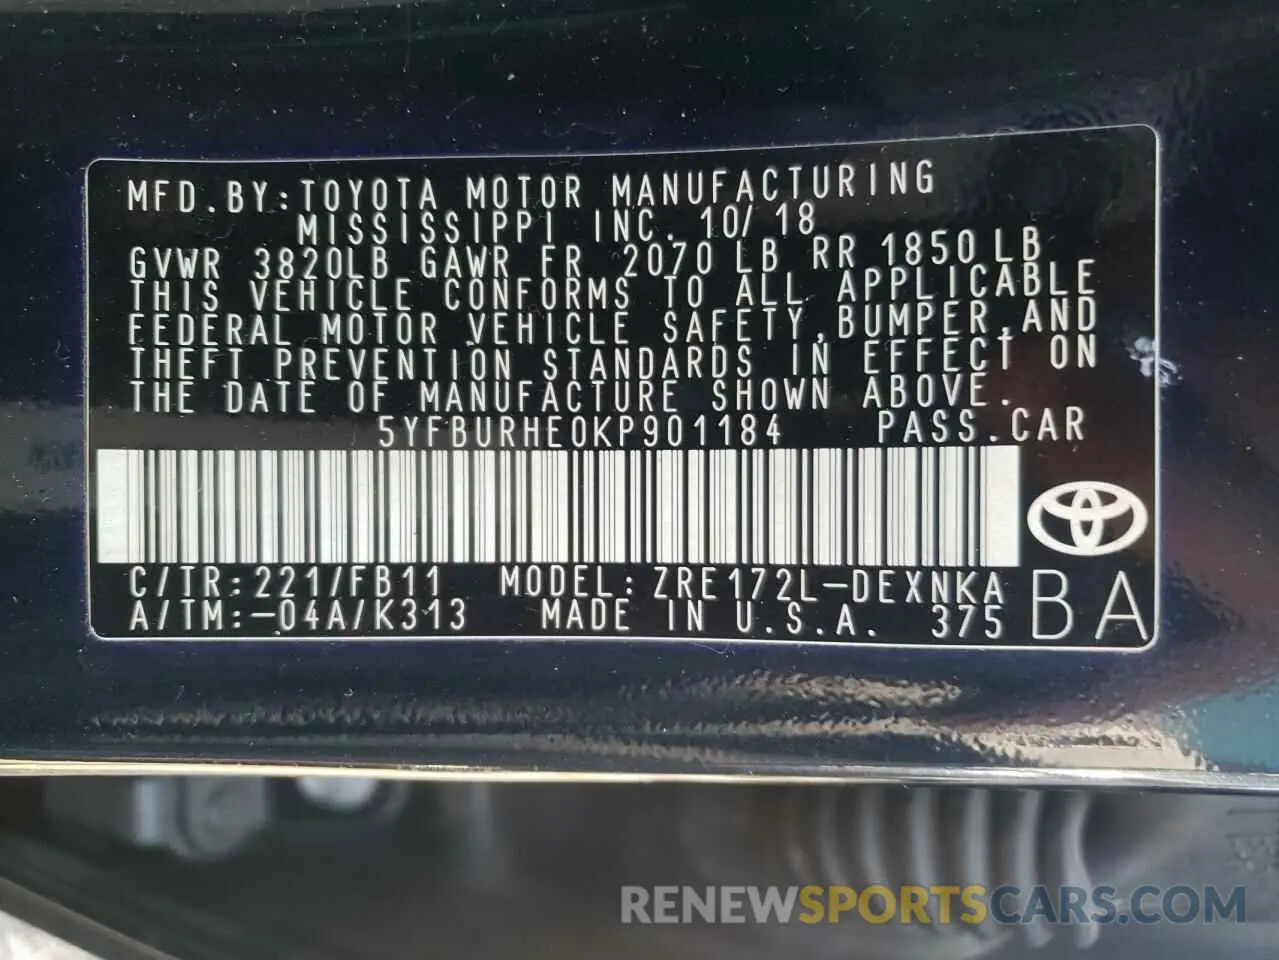 MFD.BY:TOYOTA MOTOR MANUFACTURING
MISSISSIPPI INC. 10/18
GVWR 3820LB GAWR FR 2070 LB RR 1850LB
THIS VEHICLE CONFORMS TO ALL APPLICABLE
FEDERAL MOTOR VEHICLE SAFETY,BUMPER,AND
THEFT PREVENTION STANDARDS IN EFFECT ON
THE DATE OF MANUFACTURE SHOWN ABOVE.
5YFBURHE0KP901184 PASS.CAR
C/TR:221/FB11 MODEL:ZRE172L-DEXNKA
A/TM:-04A/K313 MADE IN U.S.A. 375 BA
RENEWSPORTSCARS.COM